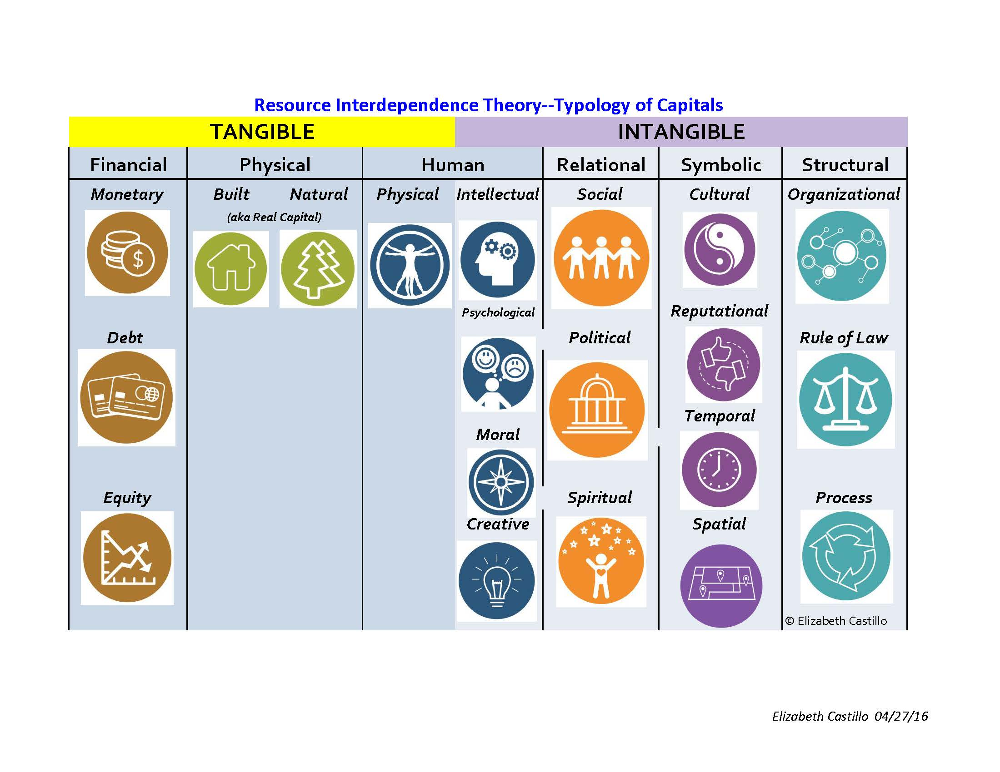 Resource Interdependence Theory--Typology of Capitals
TANGIBLE INTANGIBLE
Financial Physical Human Relational Symbolic Structural
Monetary Built Natural Physical Intellectual Social Cultural Organizational
(aka Real Capital)
$
Psychological Reputational
Debt Political Rule of Law
Temporal
Moral
Equity Spiritual Process
Creative Spatial
© Elizabeth Castillo
Elizabeth Castillo 04/27/16